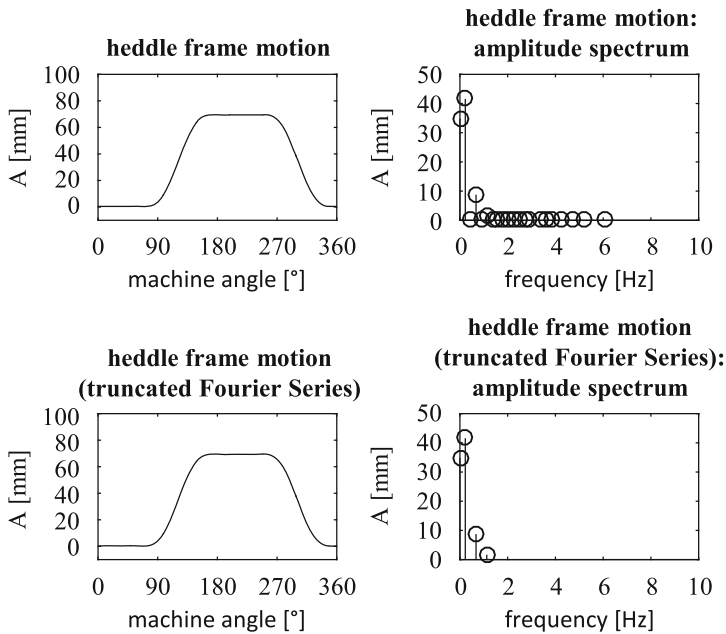 heddle frame motion
100
80
60
40
20
0
A [mm]
0 90 180 270 360
machine angle [°]
heddle frame motion:
amplitude spectrum
50
40
30
20
10
0
A [mm]
0 2 4 6 8 10
frequency [Hz]
heddle frame motion
(truncated Fourier Series)
100
80
60
40
20
0
A [mm]
0 90 180 270 360
machine angle [°]
heddle frame motion
(truncated Fourier Series):
amplitude spectrum
50
40
30
20
10
0
A [mm]
0 2 4 6 8 10
frequency [Hz]